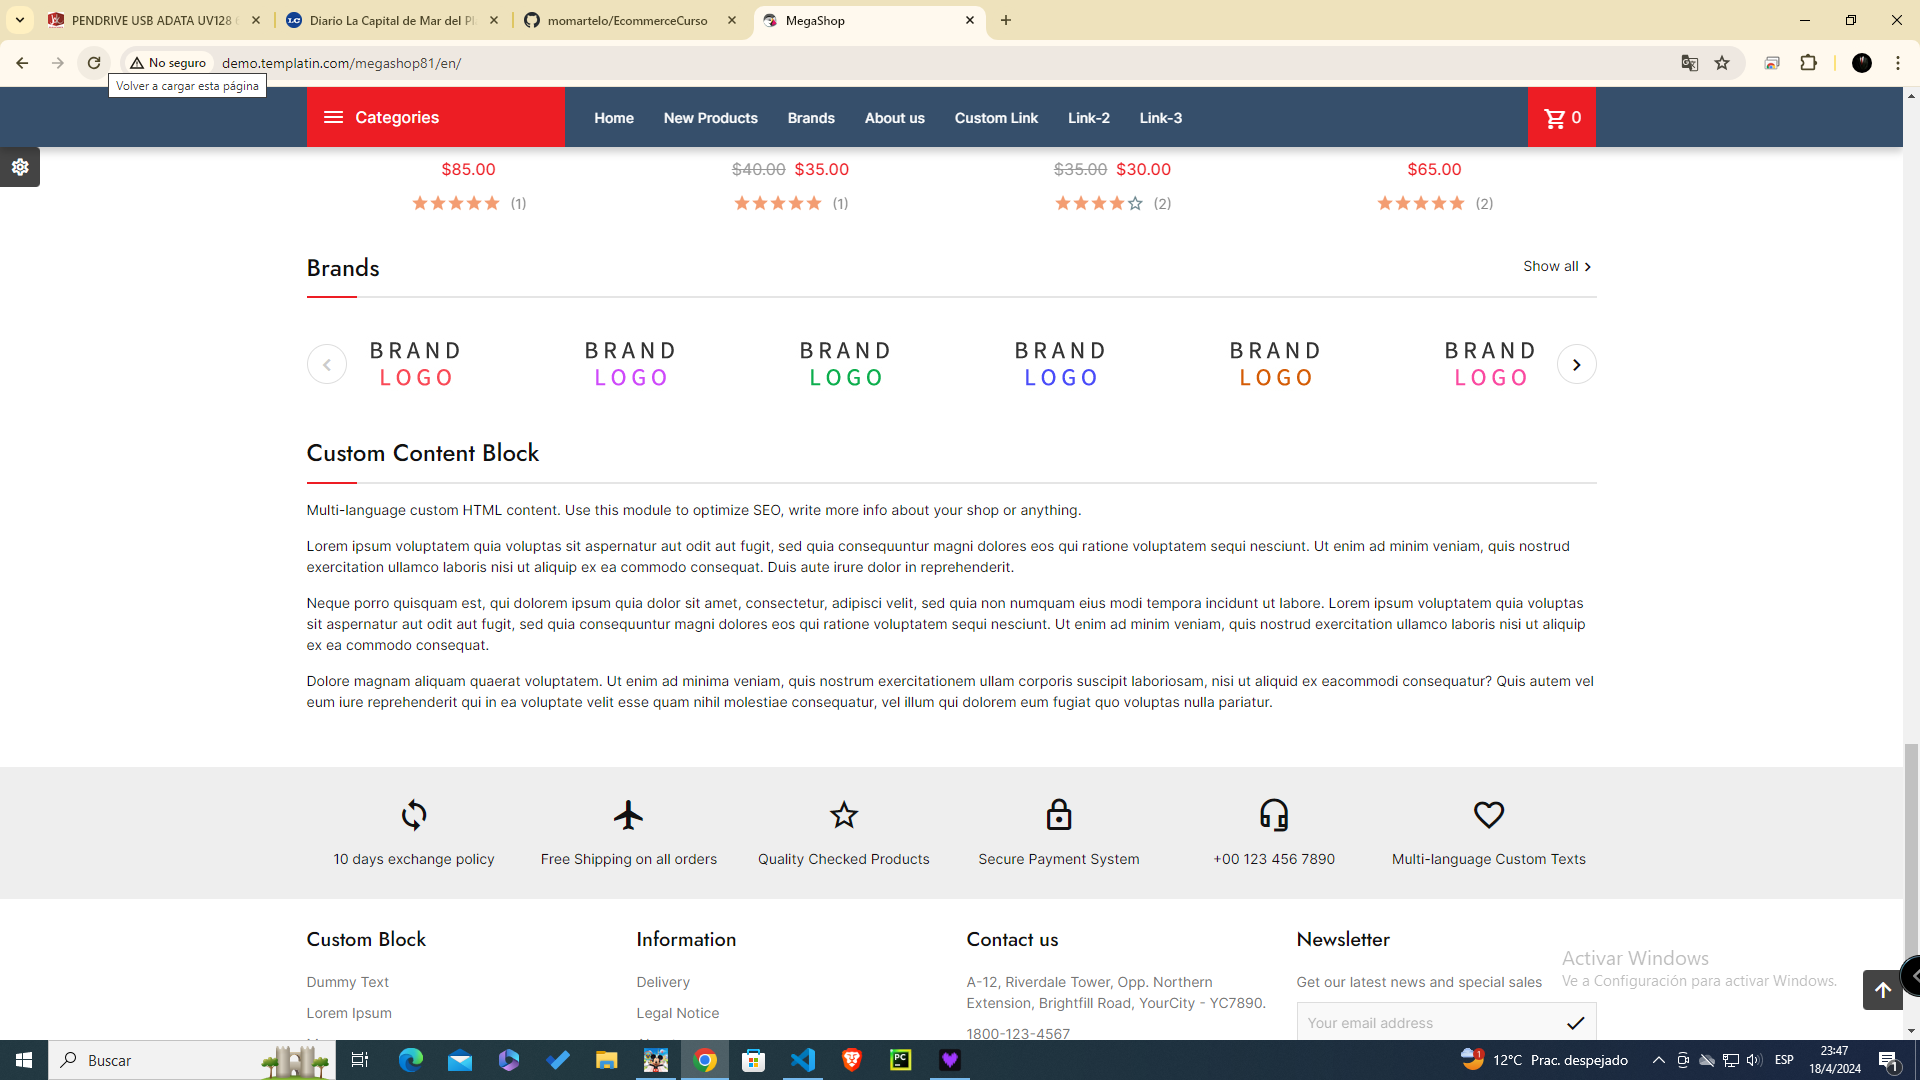 PENDRIVE USB ADATA UV128
Diario La Capital de Mar del Pl
momartelo/EcommerceCurso
MegaShop
No seguro
demo.templatin.com/megashop81/en/
Volver a cargar esta página
Categories
Home
New Products
Brands
About us
Custom Link
Link-2
Link-3
0
$85.00
$40.00 $35.00
$35.00 $30.00
$65.00
(1)
(1)
(2)
(2)
Brands
Show all
BRAND
LOGO
BRAND
LOGO
BRAND
LOGO
BRAND
LOGO
BRAND
LOGO
BRAND
LOGO
Custom Content Block
Multi-language custom HTML content. Use this module to optimize SEO, write more info about your shop or anything.
Lorem ipsum voluptatem quia voluptas sit aspernatur aut odit aut fugit, sed quia consequuntur magni dolores eos qui ratione voluptatem sequi nesciunt. Ut enim ad minim veniam, quis nostrud
exercitation ullamco laboris nisi ut aliquip ex ea commodo consequat. Duis aute irure dolor in reprehenderit.
Neque porro quisquam est, qui dolorem ipsum quia dolor sit amet, consectetur, adipisci velit, sed quia non numquam eius modi tempora incidunt ut labore. Lorem ipsum voluptatem quia voluptas
sit aspernatur aut odit aut fugit, sed quia consequuntur magni dolores eos qui ratione voluptatem sequi nesciunt. Ut enim ad minim veniam, quis nostrud exercitation ullamco laboris nisi ut aliquip
ex ea commodo consequat.
Dolore magnam aliquam quaerat voluptatem. Ut enim ad minima veniam, quis nostrum exercitationem ullam corporis suscipit laboriosam, nisi ut aliquid ex eacommodi consequatur? Quis autem vel
eum iure reprehenderit qui in ea voluptate velit esse quam nihil molestiae consequatur, vel illum qui dolorem eum fugiat quo voluptas nulla pariatur.
10 days exchange policy
Free Shipping on all orders
Quality Checked Products
Secure Payment System
+00 123 456 7890
Multi-language Custom Texts
Custom Block
Dummy Text
Lorem Ipsum
Information
Delivery
Legal Notice
Contact us
A-12, Riverdale Tower, Opp. Northern
Extension, Brightfill Road, YourCity - YC7890.
1800-123-4567
Newsletter
Get our latest news and special sales
Your email address
Activar Windows
Ve a Configuración para activar Windows.
Buscar
PC
1
12°C Prac. despejado
ESP
23:47
18/4/2024
1